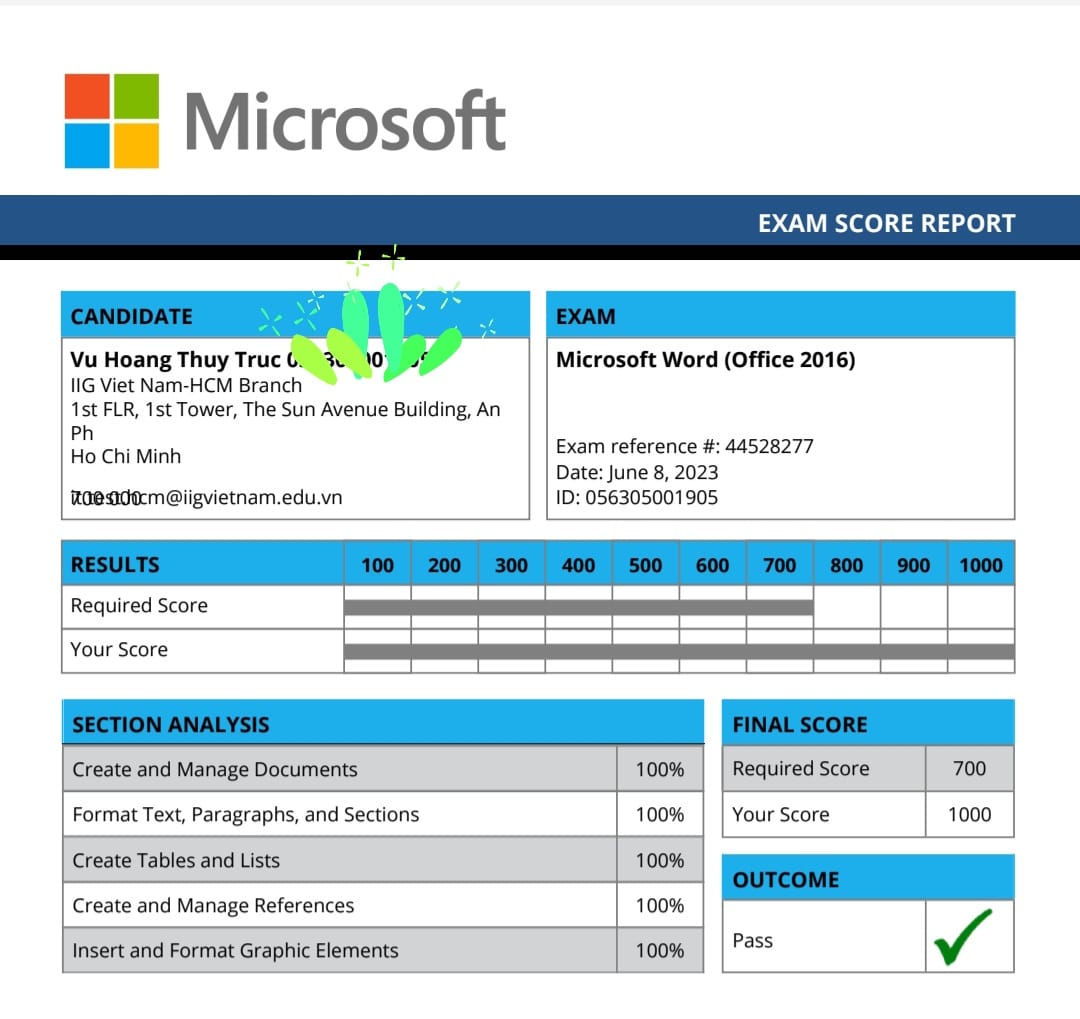 Microsoft
EXAM SCORE REPORT
CANDIDATE
Vu Hoang Thuy Truc
IIG Viet Nam-HCM Branch
1st FLR, 1st Tower, The Sun Avenue Building, An
Ph
Ho Chi Minh
700000
@iigvietnam.edu.vn
EXAM
Microsoft Word (Office 2016)
Exam reference #: 44528277
Date: June 8, 2023
ID: 056305001905
RESULTS 100 200 300 400 500 600 700 800 900 1000
Required Score
Your Score
SECTION ANALYSIS
Create and Manage Documents 100%
Format Text, Paragraphs, and Sections 100%
Create Tables and Lists 100%
Create and Manage References 100%
Insert and Format Graphic Elements 100%
FINAL SCORE
Required Score 700
Your Score 1000
OUTCOME
Pass